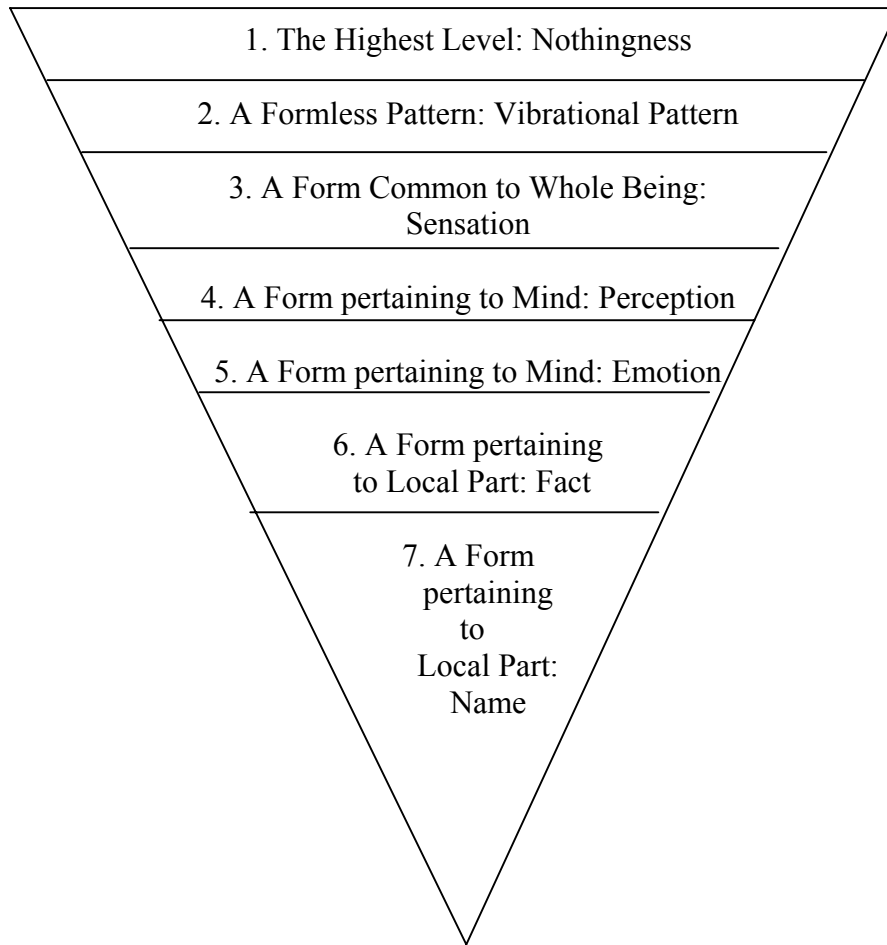 1. The Highest Level: Nothingness
2. A Formless Pattern: Vibrational Pattern
3. A Form Common to Whole Being:
Sensation
4. A Form pertaining to Mind: Perception
5. A Form pertaining to Mind: Emotion
6. A Form pertaining
to Local Part: Fact
7. A Form
pertaining
to
Local Part:
Name